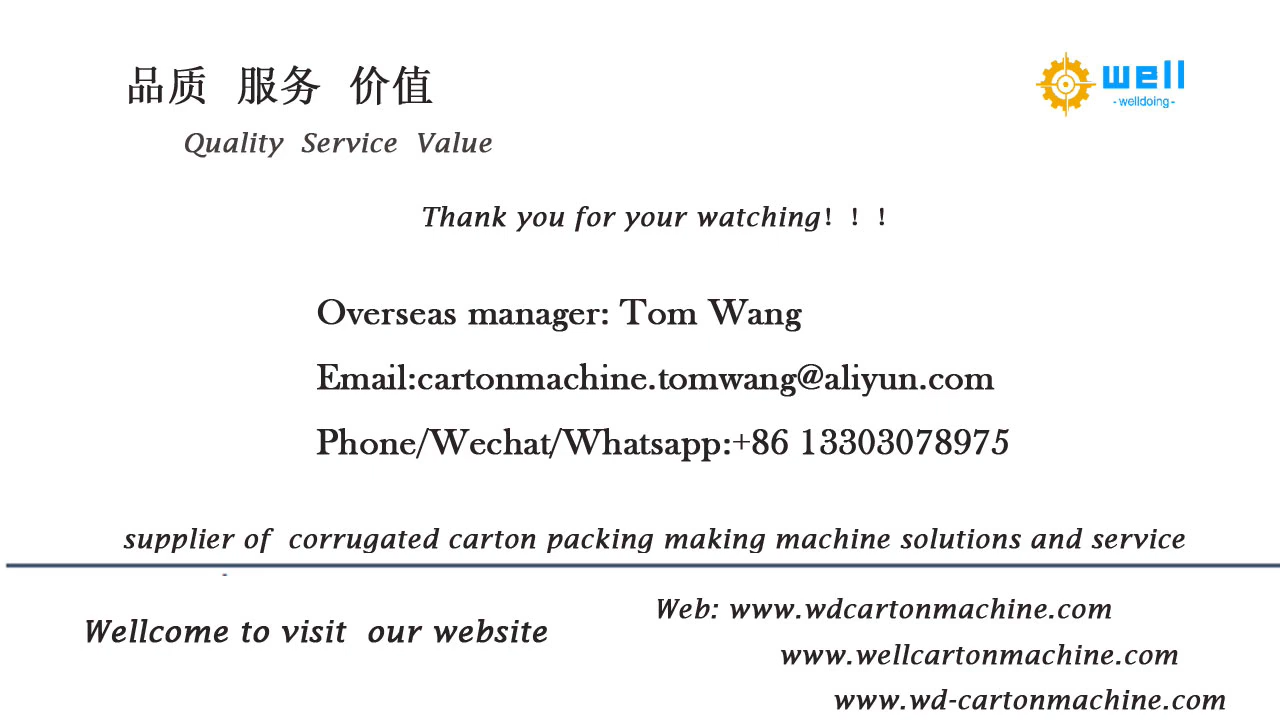 品质 服务 价值
well
-welldoing-
Quality Service Value
Thank you for your watching！！！
Overseas manager: Tom Wang
Email:cartonmachine.tomwang@aliyun.com
Phone/Wechat/Whatsapp:+86 13303078975
supplier of corrugated carton packing making machine solutions and service
Wellcome to visit our website
Web: www.wdcartonmachine.com
www.wellcartonmachine.com
www.wd-cartonmachine.com